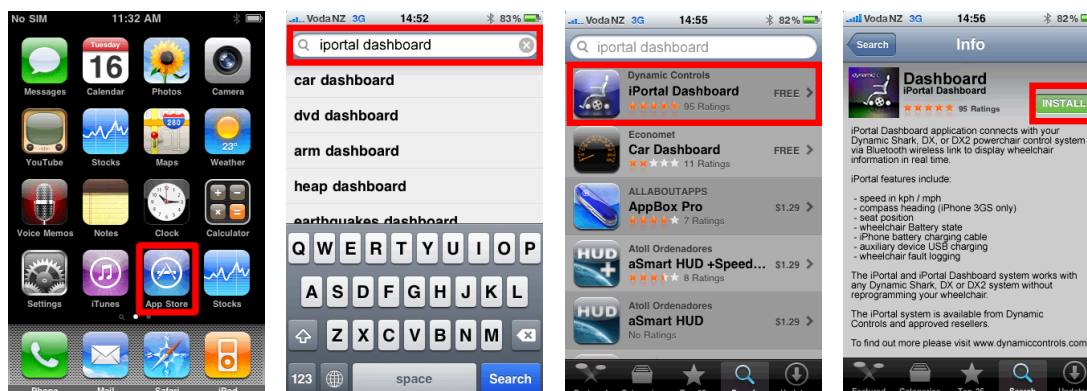 No SIM 11:32 AM
Tuesday
16
280
23°
Messages Calendar Photos Camera
YouTube Stocks Maps Weather
Voice Memos Notes Clock Calculator
Settings iTunes App Store Stocks
Phone Mail Safari iPod
VodaNZ 3G 14:52 83%
iportal dashboard
car dashboard
dvd dashboard
arm dashboard
heap dashboard
earthquakes dashboard
Q W E R T Y U I O P
A S D F G H J K L
Z X C V B N M
123 space Search
VodaNZ 3G 14:55 82%
iportal dashboard
Dynamic Controls
iPortal Dashboard FREE
95 Ratings
Economet
Car Dashboard FREE
11 Ratings
ALLABOUTAPPS
AppBox Pro $1.29
7 Ratings
Atoll Ordenadores
HUD
aSmart HUD +Speed... $1.29
8 Ratings
Atoll Ordenadores
HUD
aSmart HUD $1.29
No Ratings
VodaNZ 3G 14:56 82%
Search Info
Dashboard
iPortal Dashboard
95 Ratings
INSTALL
iPortal Dashboard application connects with your
Dynamic Shark, DX, or DX2 powerchair control system
via Bluetooth wireless link to display wheelchair
information in real time.
iPortal features include:
- speed in kph / mph
- compass heading (iPhone 3GS only)
- seat position
- wheelchair Battery state
- iPhone battery charging cable
- auxiliary device USB charging
- wheelchair fault logging
The iPortal and iPortal Dashboard system works with
any Dynamic Shark, DX or DX2 system without
reprogramming your wheelchair.
The iPortal system is available from Dynamic
Controls and approved resellers.
To find out more please visit www.dynamiccontrols.com
Featured Categories Top 25 Search